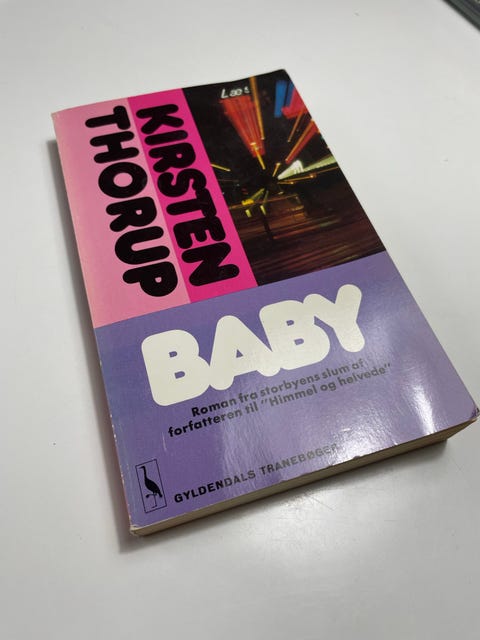 KIRSTEN
THORUP
BABY
Roman fra storbyens slum af
forfatteren til "Himmel og helvede"
GYLDENDALS TRANEBØGER